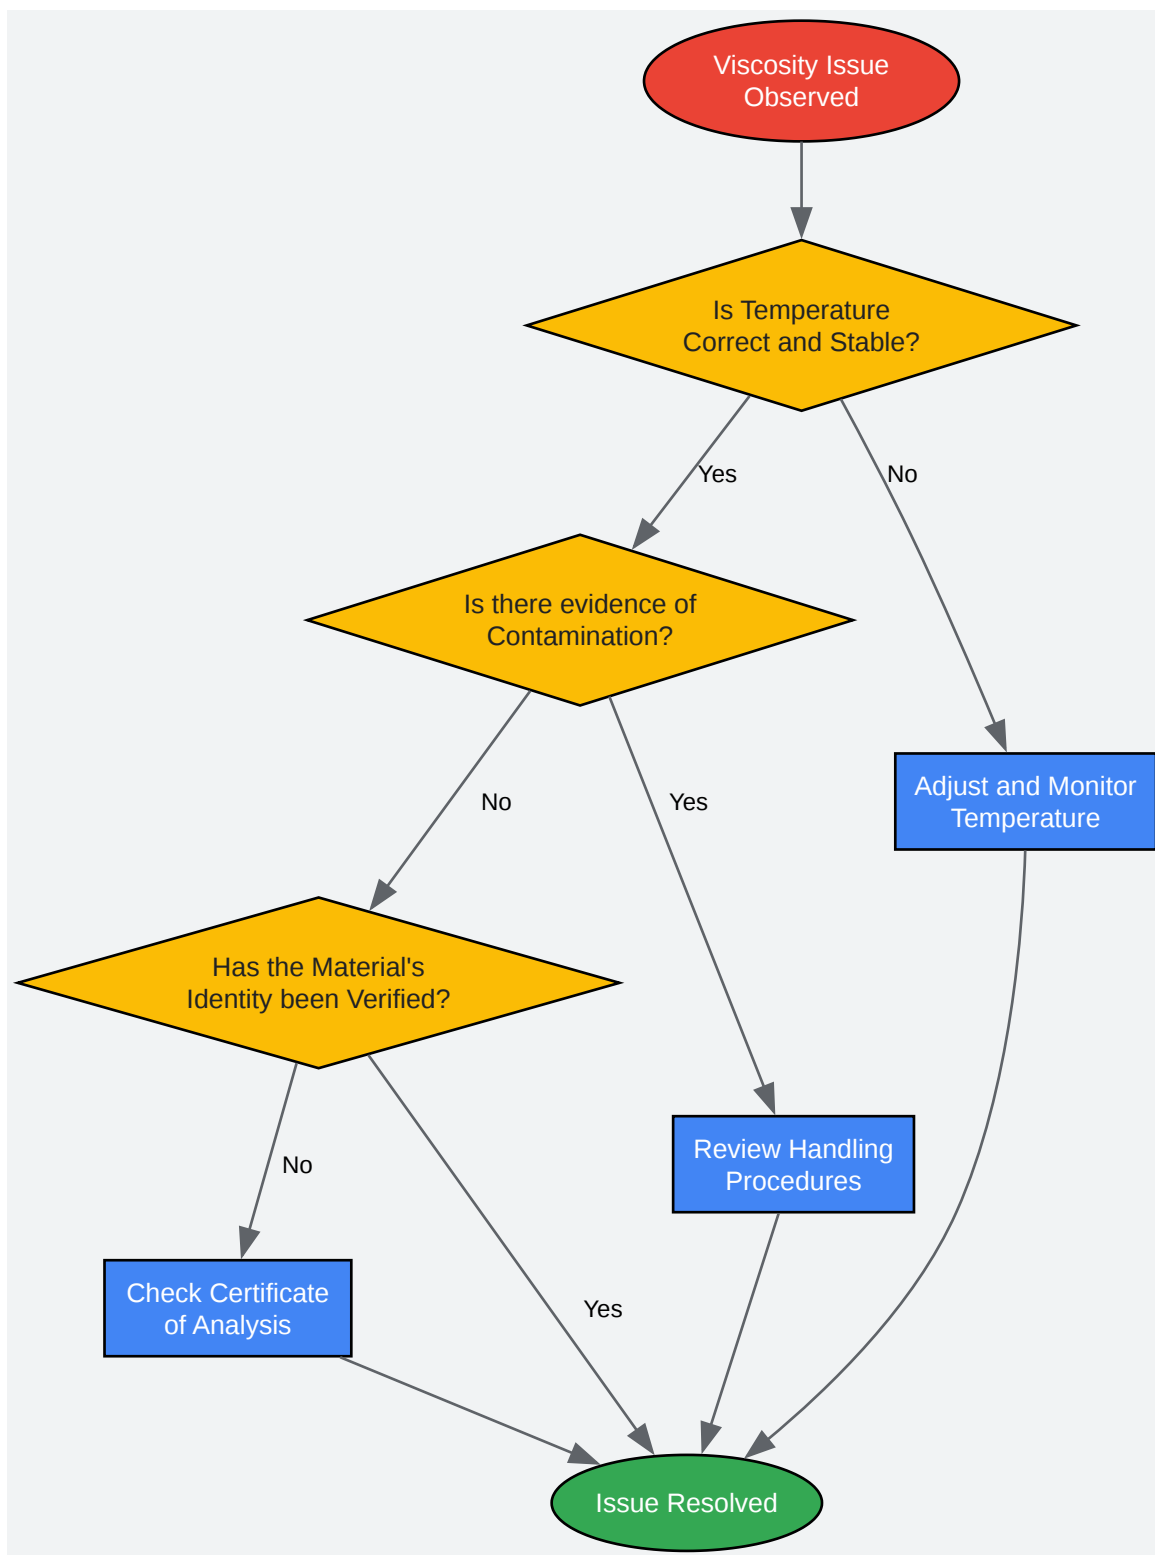 Viscosity Issue
Observed
Is Temperature
Correct and Stable?
Yes
No
Is there evidence of
Contamination?
No
Yes
Adjust and Monitor
Temperature
Has the Material's
Identity been Verified?
No
Yes
Review Handling
Procedures
Check Certificate
of Analysis
Issue Resolved